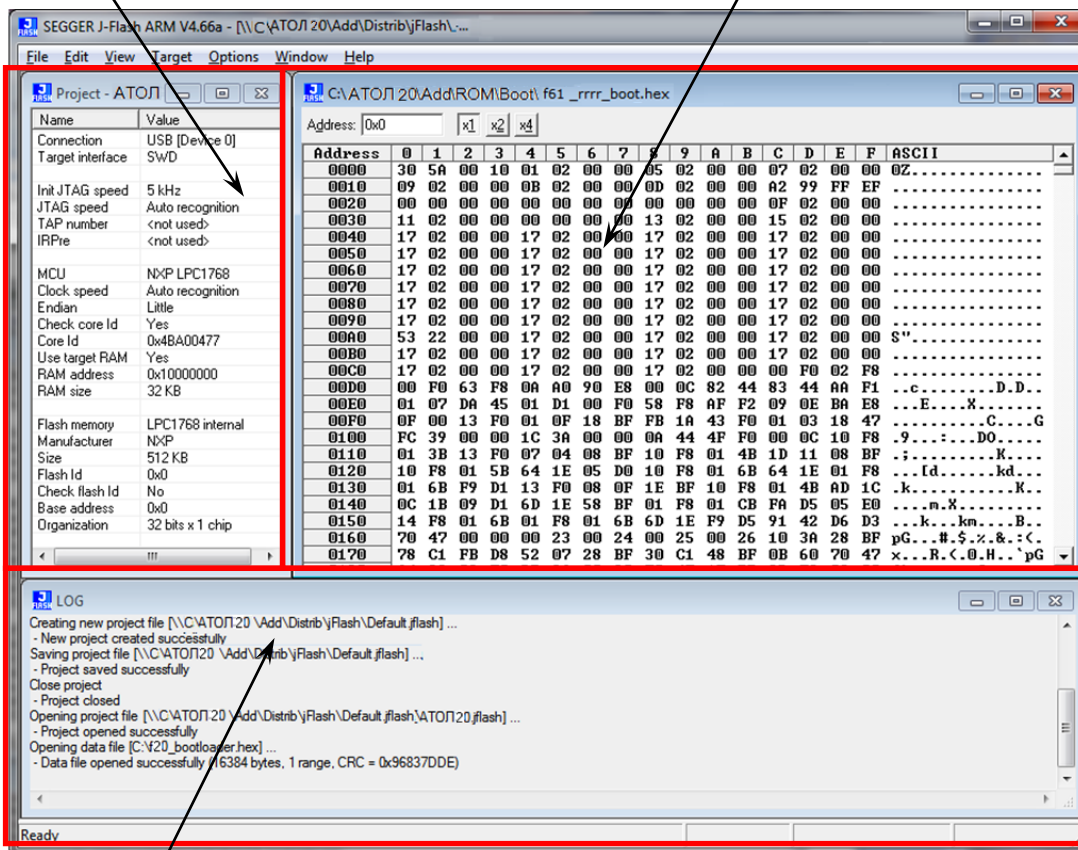 SEGGER J-Flash ARM V4.66a - [\\C\АТОЛ 20\Add\Distrib\jFlash\.-...
File Edit View Target Options Window Help
Project - АТОЛ
Name Value
Connection USB [Device 0]
Target interface SWD
Init JTAG speed 5 kHz
JTAG speed Auto recognition
TAP number <not used>
IRPre <not used>
MCU NXP LPC1768
Clock speed Auto recognition
Endian Little
Check core Id Yes
Core Id 0x4BA00477
Use target RAM Yes
RAM address 0x10000000
RAM size 32 KB
Flash memory LPC1768 internal
Manufacturer NXP
Size 512 KB
Flash Id 0x0
Check flash Id No
Base address 0x0
Organization 32 bits x 1 chip
C:\АТОЛ 20\Add\ROM\Boot\ f61 _rrrr_boot.hex
Address: 0x0 x1 x2 x4
Address 0 1 2 3 4 5 6 7 8 9 A B C D E F ASCII
0000 30 5A 00 10 01 02 00 00 05 02 00 00 07 02 00 00 0Z..............
0010 09 02 00 00 0B 02 00 00 0D 02 00 00 A2 99 FF EF ................
0020 00 00 00 00 00 00 00 00 00 00 00 00 0F 02 00 00 ................
0030 11 02 00 00 00 00 00 00 13 02 00 00 15 02 00 00 ................
0040 17 02 00 00 17 02 00 00 17 02 00 00 17 02 00 00 ................
0050 17 02 00 00 17 02 00 00 17 02 00 00 17 02 00 00 ................
0060 17 02 00 00 17 02 00 00 17 02 00 00 17 02 00 00 ................
0070 17 02 00 00 17 02 00 00 17 02 00 00 17 02 00 00 ................
0080 17 02 00 00 17 02 00 00 17 02 00 00 17 02 00 00 ................
0090 17 02 00 00 17 02 00 00 17 02 00 00 17 02 00 00 ................
00A0 53 22 00 00 17 02 00 00 17 02 00 00 17 02 00 00 S"..............
00B0 17 02 00 00 17 02 00 00 17 02 00 00 17 02 00 00 ................
00C0 17 02 00 00 17 02 00 00 17 02 00 00 00 F0 02 F8 ................
00D0 00 F0 63 F8 0A A0 90 E8 00 0C 82 44 83 44 AA F1 ..c........D.D..
00E0 01 07 DA 45 01 D1 00 F0 58 F8 AF F2 09 0E BA E8 ...E....X.......
00F0 0F 00 13 F0 01 0F 18 BF FB 1A 43 F0 01 03 18 47 ..........C....G
0100 FC 39 00 00 1C 3A 00 00 0A 44 4F F0 00 0C 10 F8 .9...:...DO.....
0110 01 3B 13 F0 07 04 08 BF 10 F8 01 4B 1D 11 08 BF .;.........K....
0120 10 F8 01 5B 64 1E 05 D0 10 F8 01 6B 64 1E 01 F8 ...[d......kd...
0130 01 6B F9 D1 13 F0 08 0F 1E BF 10 F8 01 4B AD 1C .k...........K..
0140 0C 1B 09 D1 6D 1E 58 BF 01 F8 01 CB FA D5 05 E0 ....m.X.........
0150 14 F8 01 6B 01 F8 01 6B 6D 1E F9 D5 91 42 D6 D3 ...k...km....B..
0160 70 47 00 00 00 23 00 24 00 25 00 26 10 3A 28 BF pG...#.$.%.&.:(.
0170 78 C1 FB D8 52 07 28 BF 30 C1 48 BF 0B 60 70 47 x...R.(.0.H..`pG
LOG
Creating new project file [\\C\АТОЛ20 \Add\Distrib\jFlash\Default.jflash] ...
- New project created successfully
Saving project file [\\C\АТОЛ20 \Add\Distrib\jFlash\Default.jflash] ...
- Project saved successfully
Close project
- Project closed
Opening project file [\\C\АТОЛ20 \Add\Distrib\jFlash\Default.jflash,\АТОЛ20.jflash] ...
- Project opened successfully
Opening data file [C:\f20_bootloader.hex] ...
- Data file opened successfully (16384 bytes, 1 range, CRC = 0x96837DDE)
Ready